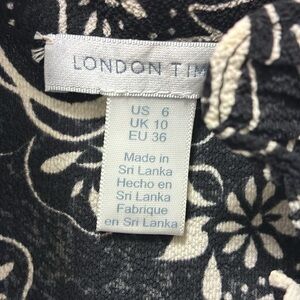 LONDON TIM
US 6
UK 10
EU 36
Made in
Sri Lanka
Hecho en
Sri Lanka
Fabrique
en Sri Lanka